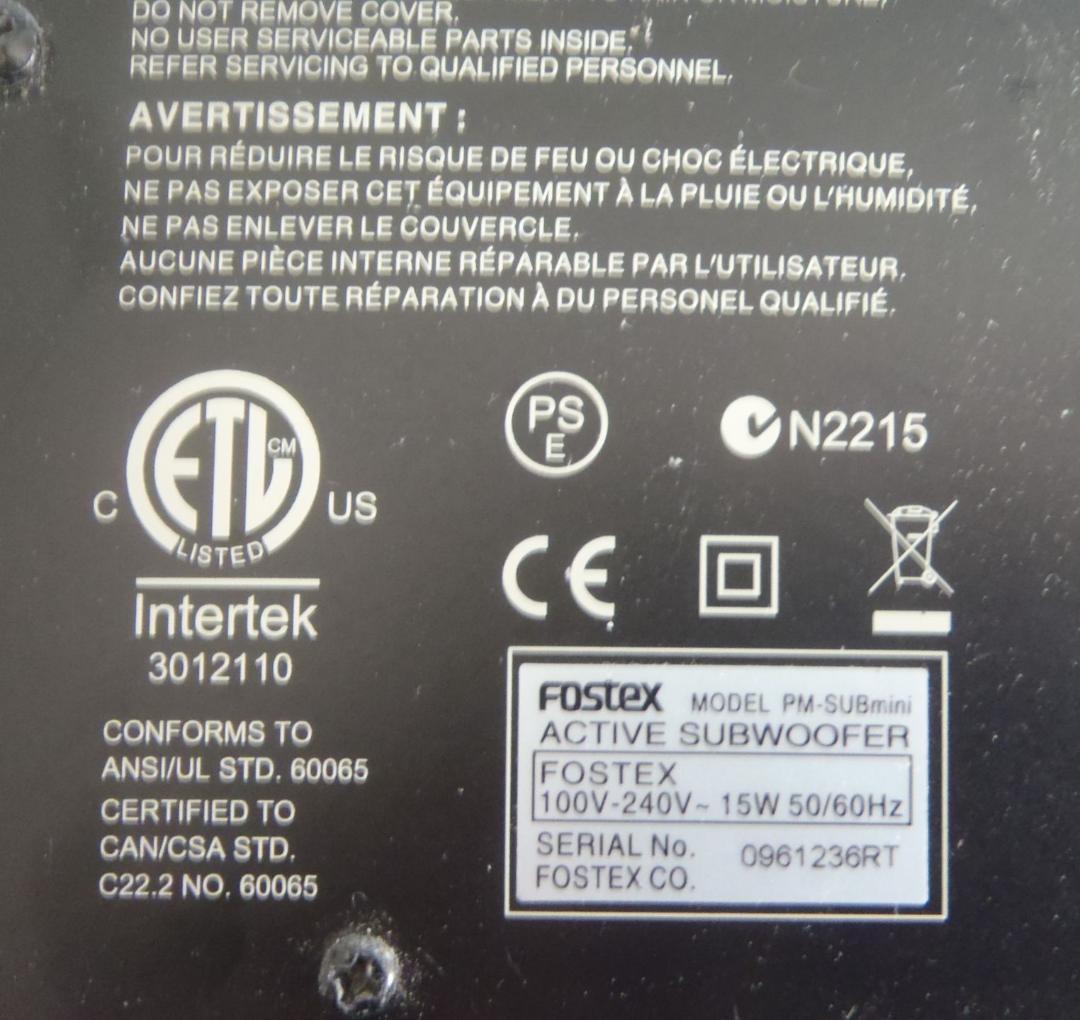 DO NOT REMOVE COVER.
NO USER SERVICEABLE PARTS INSIDE.
REFER SERVICING TO QUALIFIED PERSONNEL.
AVERTISSEMENT :
POUR RÉDUIRE LE RISQUE DE FEU OU CHOC ÉLECTRIQUE,
NE PAS EXPOSER CET ÉQUIPEMENT À LA PLUIE OU L'HUMIDITÉ.
NE PAS ENLEVER LE COUVERCLE.
AUCUNE PIÈCE INTERNE RÉPARABLE PAR L'UTILISATEUR.
CONFIEZ TOUTE RÉPARATION À DU PERSONEL QUALIFIÉ.
C ETL CM US
LISTED
Intertek
3012110
CONFORMS TO
ANSI/UL STD. 60065
CERTIFIED TO
CAN/CSA STD.
C22.2 NO. 60065
PS
E
N2215
CE
FOSTEX MODEL PM-SUBmini
ACTIVE SUBWOOFER
FOSTEX
100V-240V~ 15W 50/60Hz
SERIAL No. 0961236RT
FOSTEX CO.